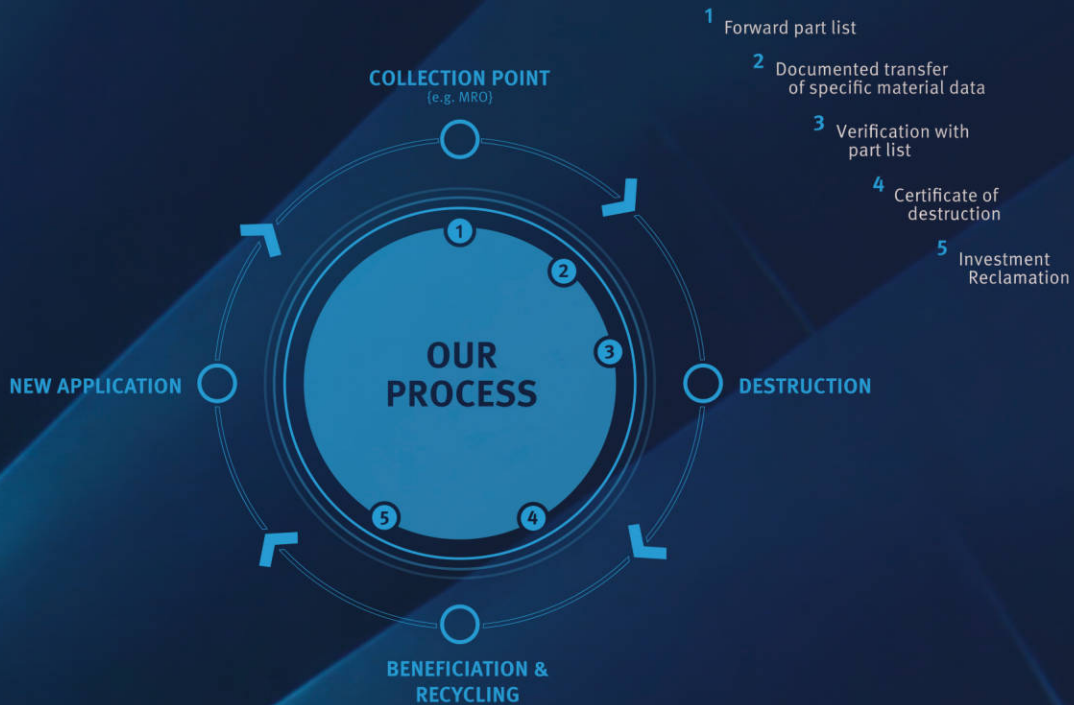 1 Forward part list
2 Documented transfer
of specific material data
3 Verification with
part list
4 Certificate of
destruction
5 Investment
Reclamation
COLLECTION POINT
{e.g. MRO}
1
2
3
OUR
PROCESS
NEW APPLICATION
DESTRUCTION
5
4
BENEFICIATION &
RECYCLING